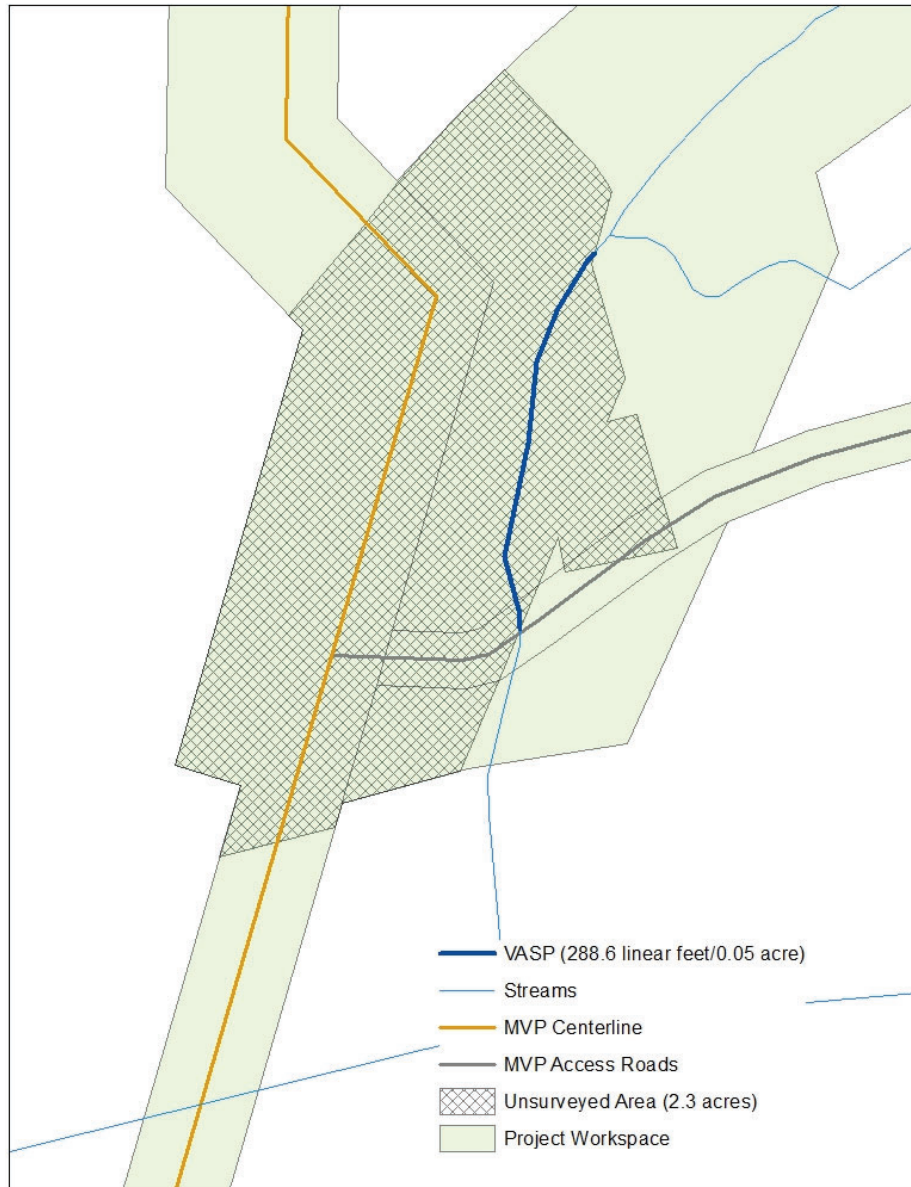 VASP (288.6 linear feet/0.05 acre)
Streams
MVP Centerline
MVP Access Roads
Unsurveyed Area (2.3 acres)
Project Workspace